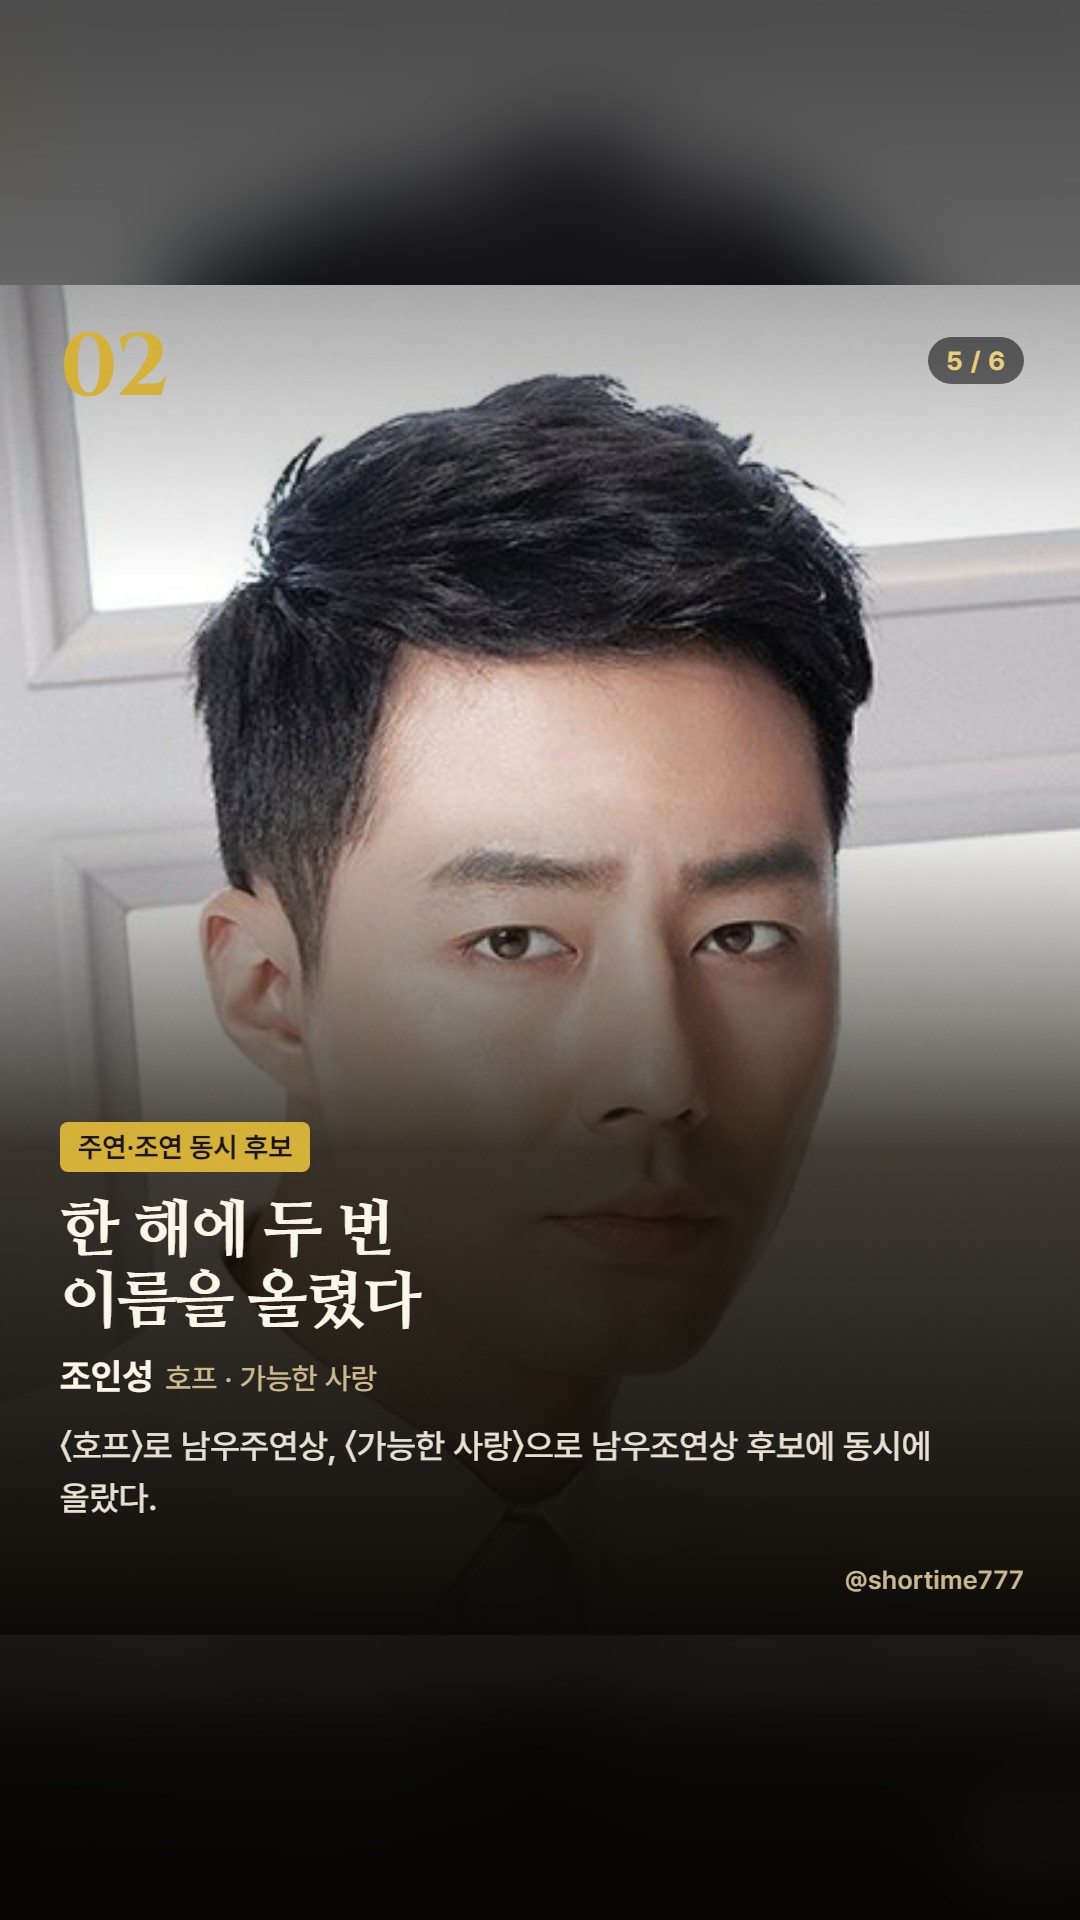 02
5 / 6
주연·조연 동시 후보
한 해에 두 번
이름을 올렸다
조인성 호프 · 가능한 사랑
〈호프〉로 남우주연상, 〈가능한 사랑〉으로 남우조연상 후보에 동시에
올랐다.
@shortime777